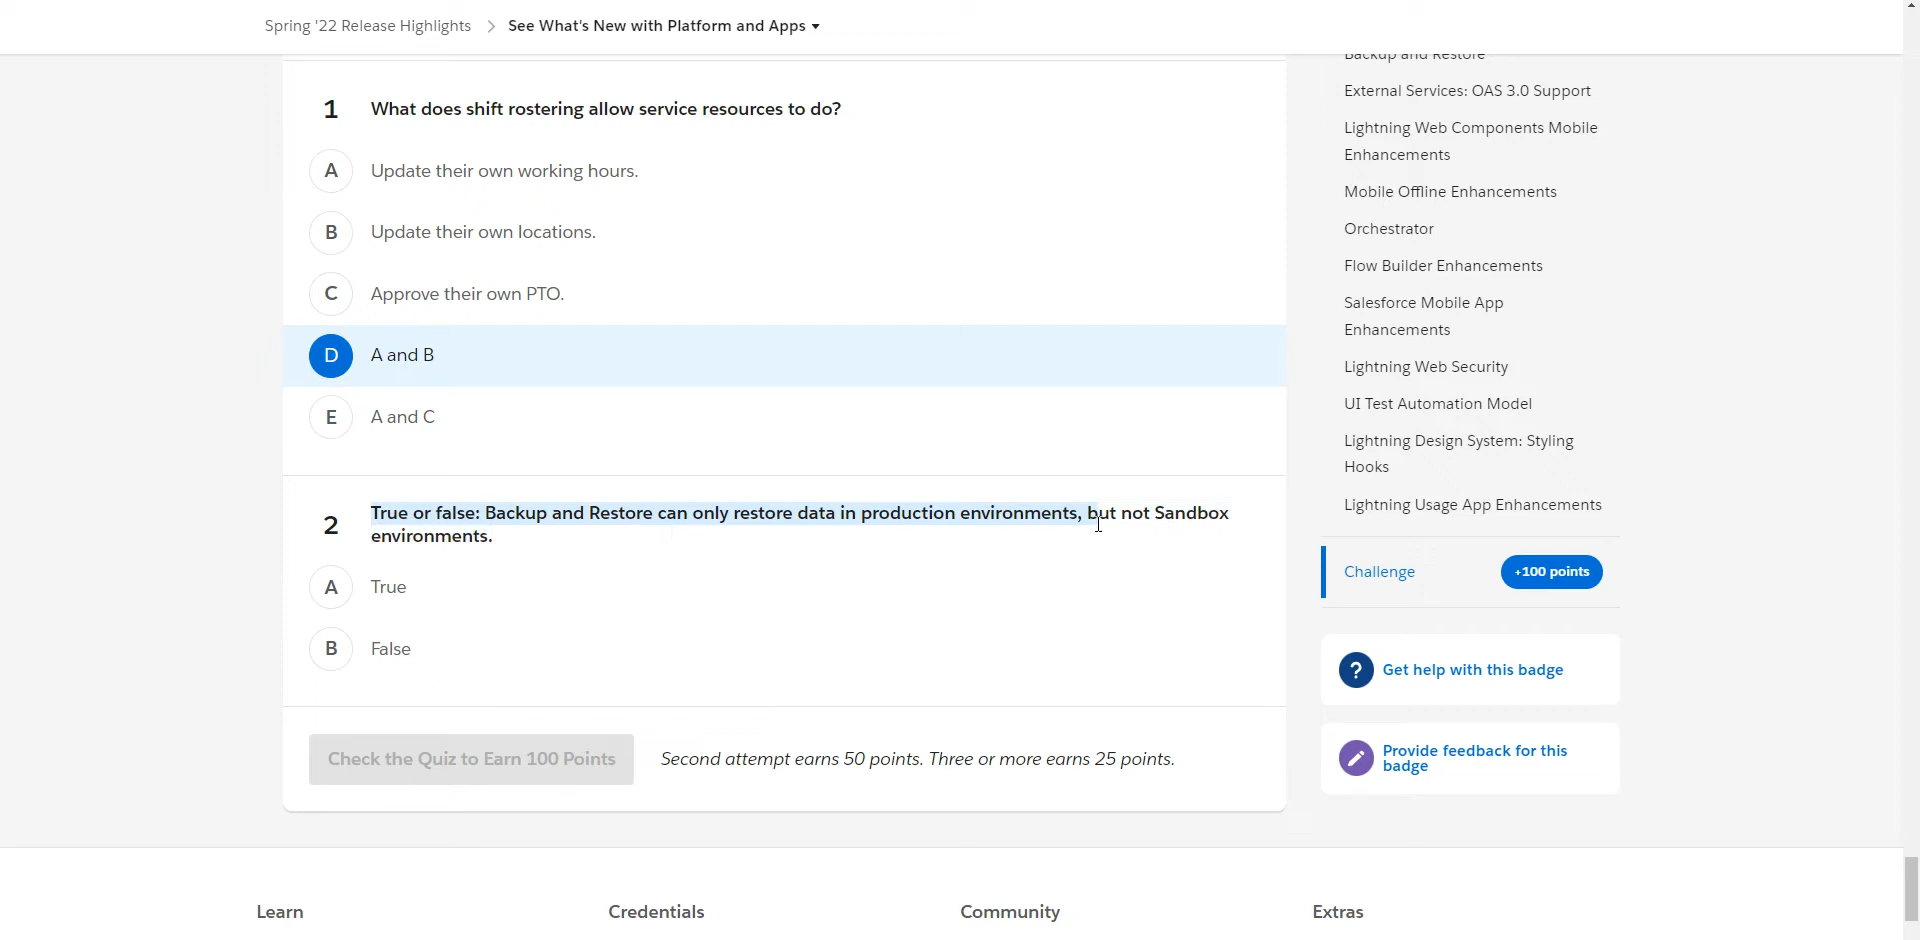 Spring '22 Release Highlights
See What's New with Platform and Apps
1
What does shift rostering allow service resources to do?
A
Update their own working hours.
B
Update their own locations.
C
Approve their own PTO.
D
A and B
E
A and C
2
True or false: Backup and Restore can only restore data in production environments, but not Sandbox
environments.
A
True
B
False
Check the Quiz to Earn 100 Points
Second attempt earns 50 points. Three or more earns 25 points.
Backup and Restore
External Services: OAS 3.0 Support
Lightning Web Components Mobile
Enhancements
Mobile Offline Enhancements
Orchestrator
Flow Builder Enhancements
Salesforce Mobile App
Enhancements
Lightning Web Security
UI Test Automation Model
Lightning Design System: Styling
Hooks
Lightning Usage App Enhancements
Challenge
+100 points
?
Get help with this badge
Provide feedback for this
badge
Learn
Credentials
Community
Extras